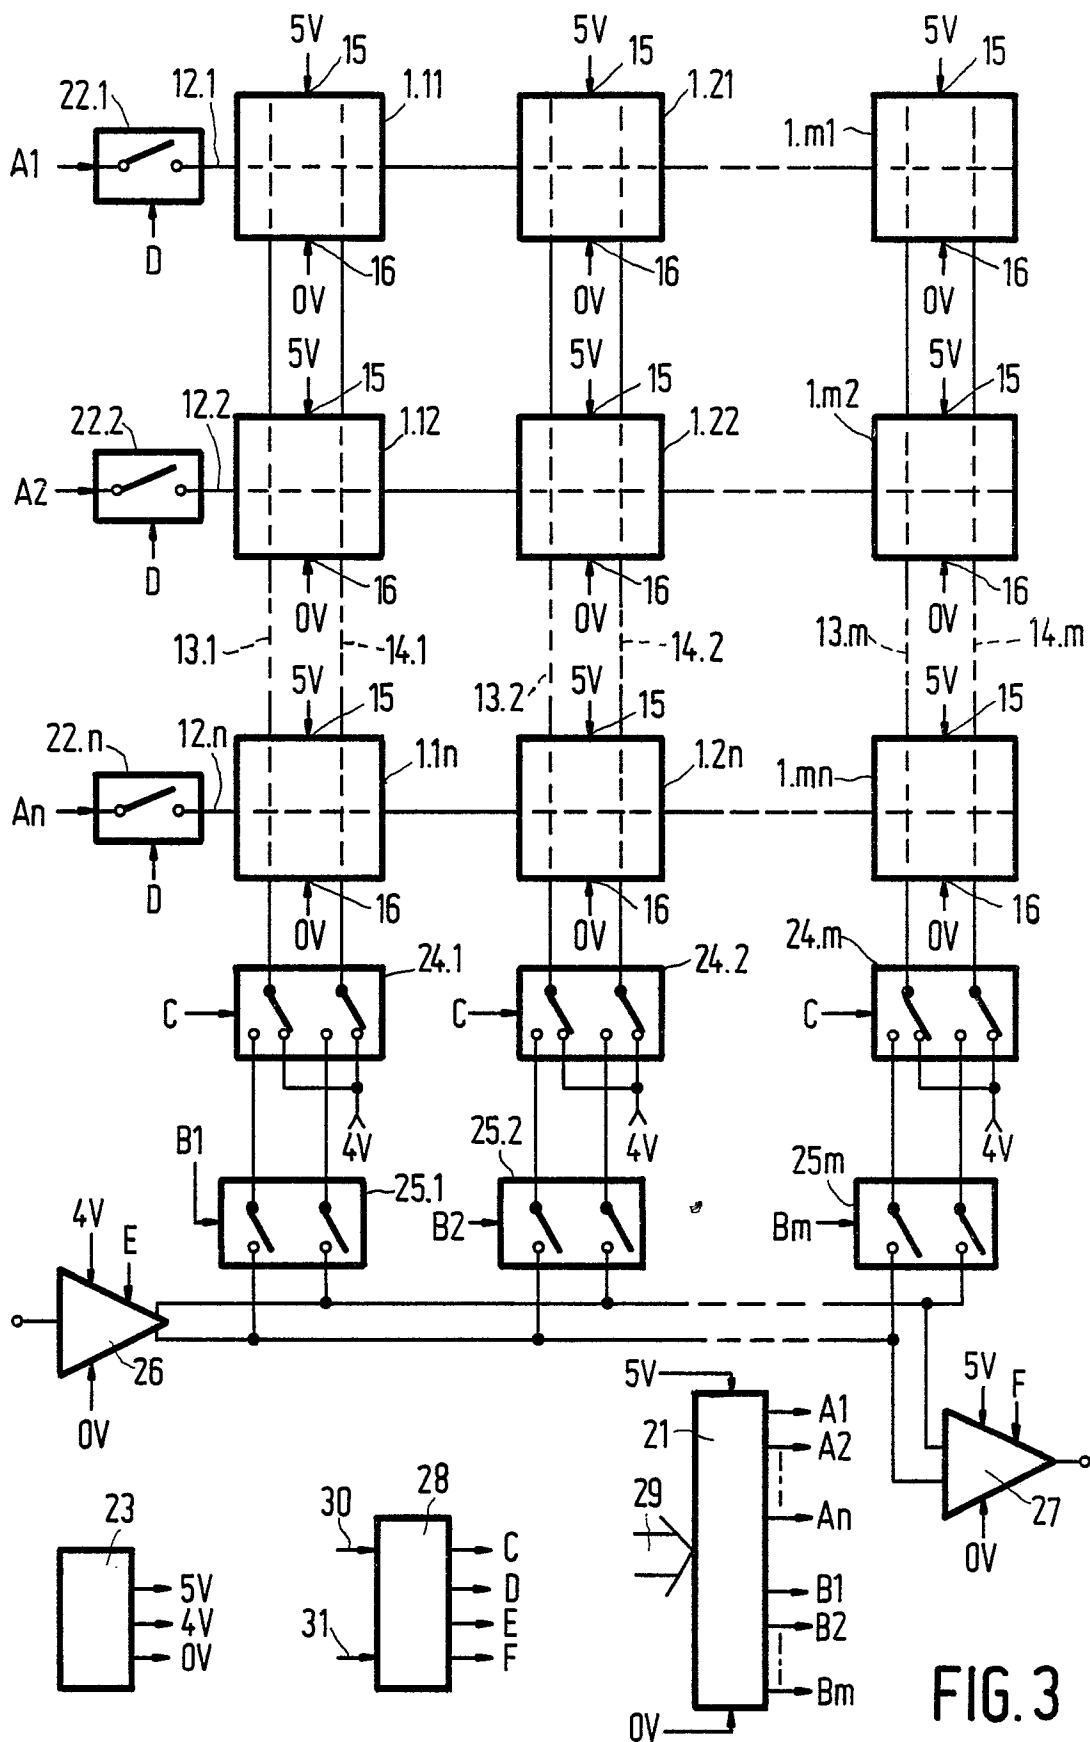 5V 15 5V 15 5V 15
22.1 12.1 1.11 1.21 1.m1
A1
D 16 16 16
0V 0V 0V
5V 15 5V 15 5V 15
22.2 12.2 1.12 1.22 1.m2
A2
D 16 16 16
0V 0V 0V
13.1 14.1 13.2 14.2 13.m 14.m
5V 15 5V 15 5V 15
22.n 12.n 1.1n 1.2n 1.mn
An
D 16 16 16
0V 0V 0V
24.1 24.2 24.m
C C C
4V 4V 4V
B1 25.1 25.2 B2 25m Bm
4V E
26
0V
5V 21 A1
A2
An
B1
B2
Bm
29
0V
5V F
27
0V
23
5V
4V
0V
30 28 C
D
E
31 F
FIG. 3